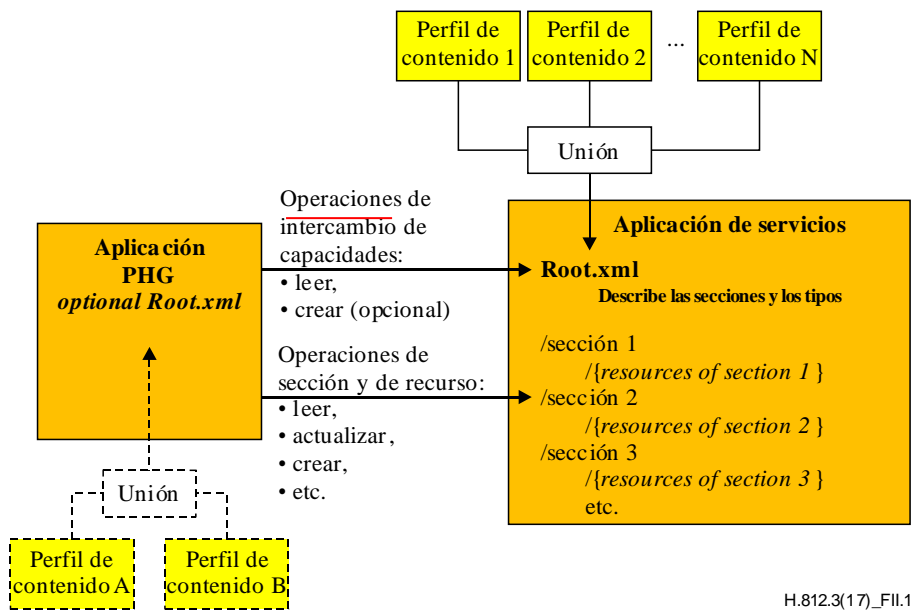 Perfil de
contenido 1
Perfil de
contenido 2
...
Perfil de
contenido N
Unión
Operaciones de
intercambio de
capacidades:
• leer,
• crear (opcional)
Aplicación
PHG
optional Root.xml
Aplicación de servicios
Root.xml
Describe las secciones y los tipos
/sección 1
/{resources of section 1 }
/sección 2
/{resources of section 2 }
/sección 3
/{resources of section 3 }
etc.
Operaciones de
sección y de recurso:
• leer,
• actualizar,
• crear,
• etc.
Unión
Perfil de
contenido A
Perfil de
contenido B
H.812.3(17)_FII.1